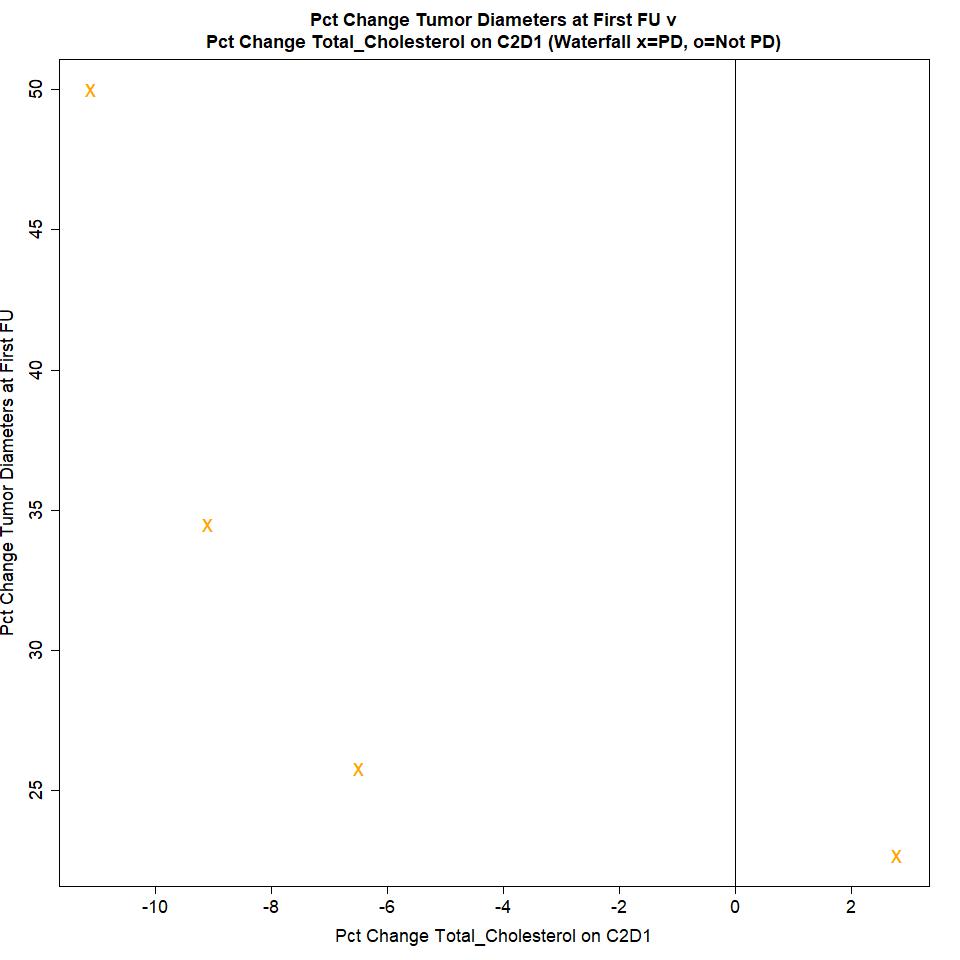 Pct Change Tumor Diameters at First FU v
Pct Change Total_Cholesterol on C2D1 (Waterfall x=PD, o=Not PD)
Pct Change Tumor Diameters at First FU
50
45
40
35
30
25
X
X
X
X
-10
-8
-6
-4
-2
0
2
Pct Change Total_Cholesterol on C2D1